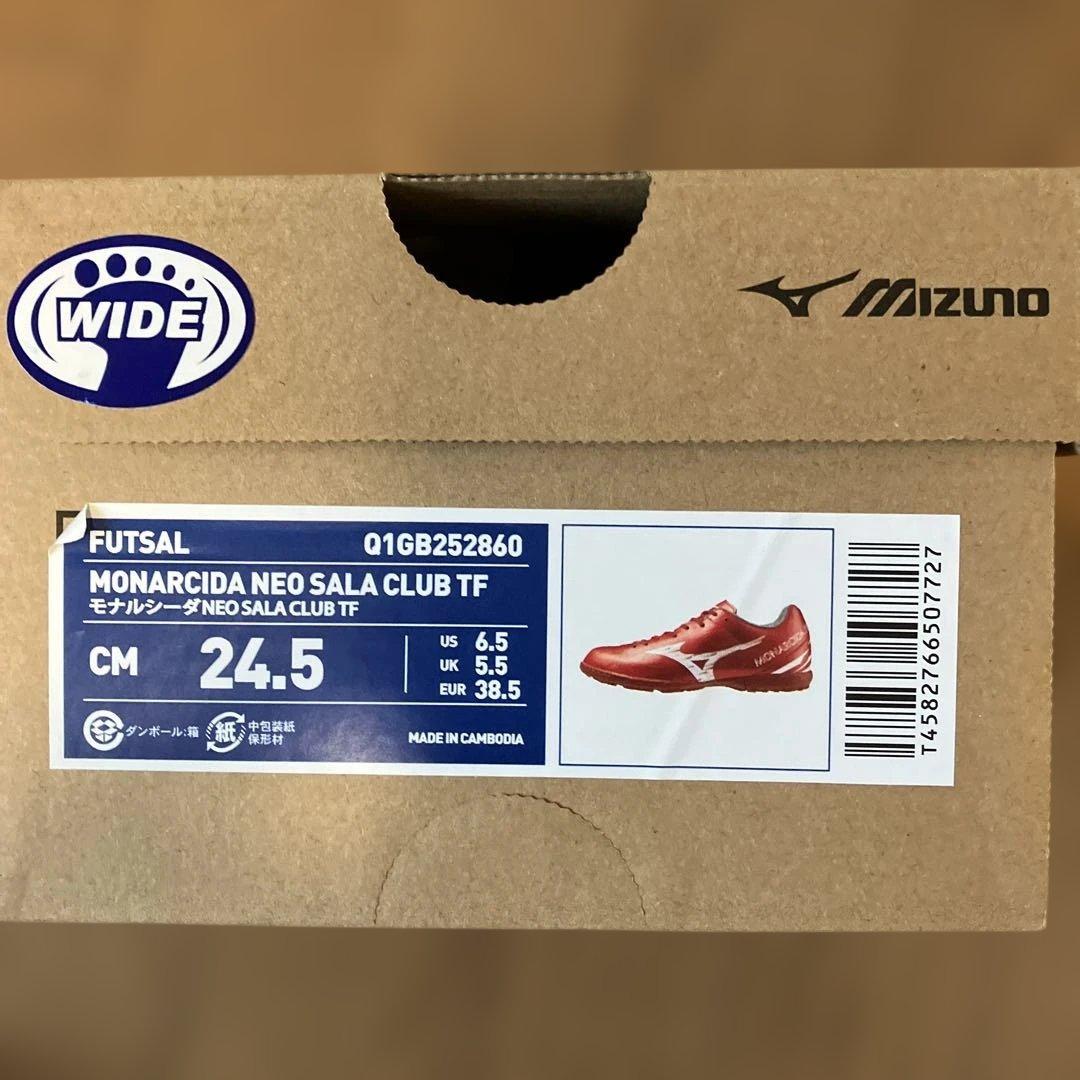 WIDE
MIZUNO
FUTSAL Q1GB252860
MONARCIDA NEO SALA CLUB TF
モナルシーダNEO SALA CLUB TF
CM 24.5
US 6.5
UK 5.5
EUR 38.5
ダンボール:箱
紙
中包装紙
保形材
MADE IN CAMBODIA
MONARCIDA
T4582766507727